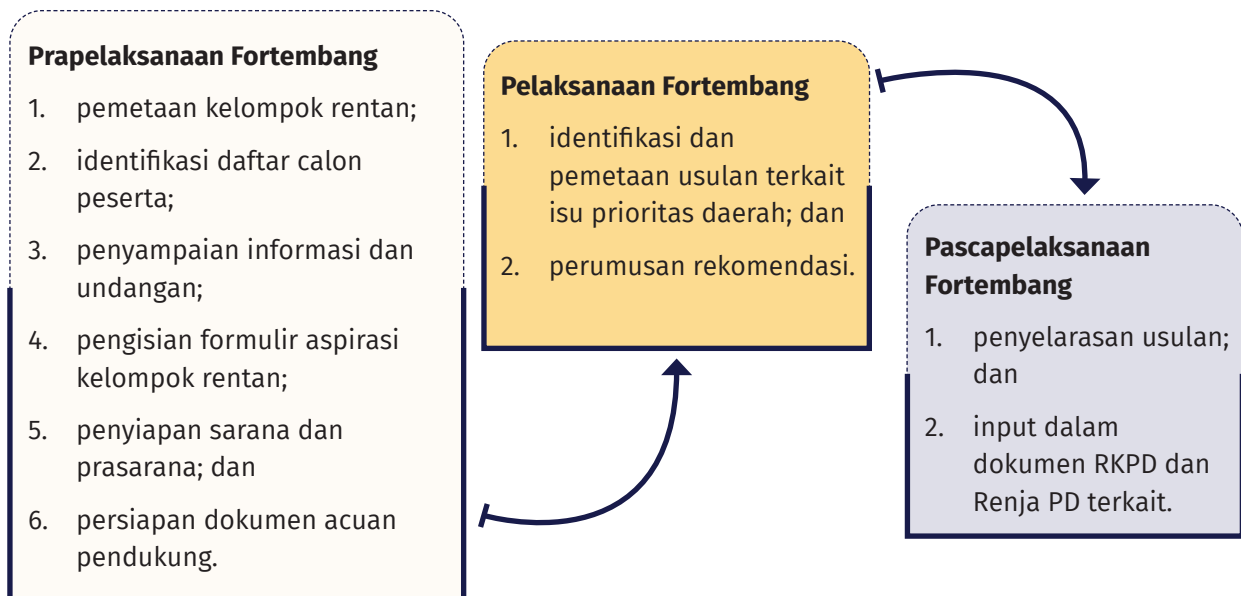 Prapelaksanaan Fortembang
1. pemetaan kelompok rentan;
2. identifikasi daftar calon
peserta;
3. penyampaian informasi dan
undangan;
4. pengisian formulir aspirasi
kelompok rentan;
5. penyiapan sarana dan
prasarana; dan
6. persiapan dokumen acuan
pendukung.
Pelaksanaan Fortembang
1. identifikasi dan
pemetaan usulan terkait
isu prioritas daerah; dan
2. perumusan rekomendasi.
Pascapelaksanaan
Fortembang
1. penyelarasan usulan;
dan
2. input dalam
dokumen RKPD dan
Renja PD terkait.